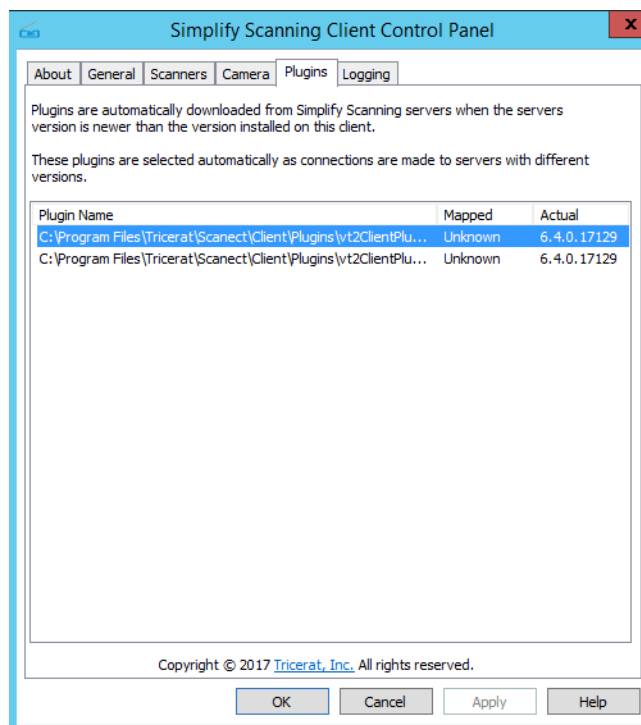 Simplify Scanning Client Control Panel
x
About General Scanners Camera Plugins Logging
Plugins are automatically downloaded from Simplify Scanning servers when the servers
version is newer than the version installed on this client.
These plugins are selected automatically as connections are made to servers with different
versions.
Plugin Name Mapped Actual
C:\Program Files\Tricerat\Scanect\Client\Plugins\vt2ClientPlu... Unknown 6.4.0.17129
C:\Program Files\Tricerat\Scanect\Client\Plugins\vt2ClientPlu... Unknown 6.4.0.17129
Copyright © 2017 Tricerat, Inc. All rights reserved.
OK Cancel Apply Help